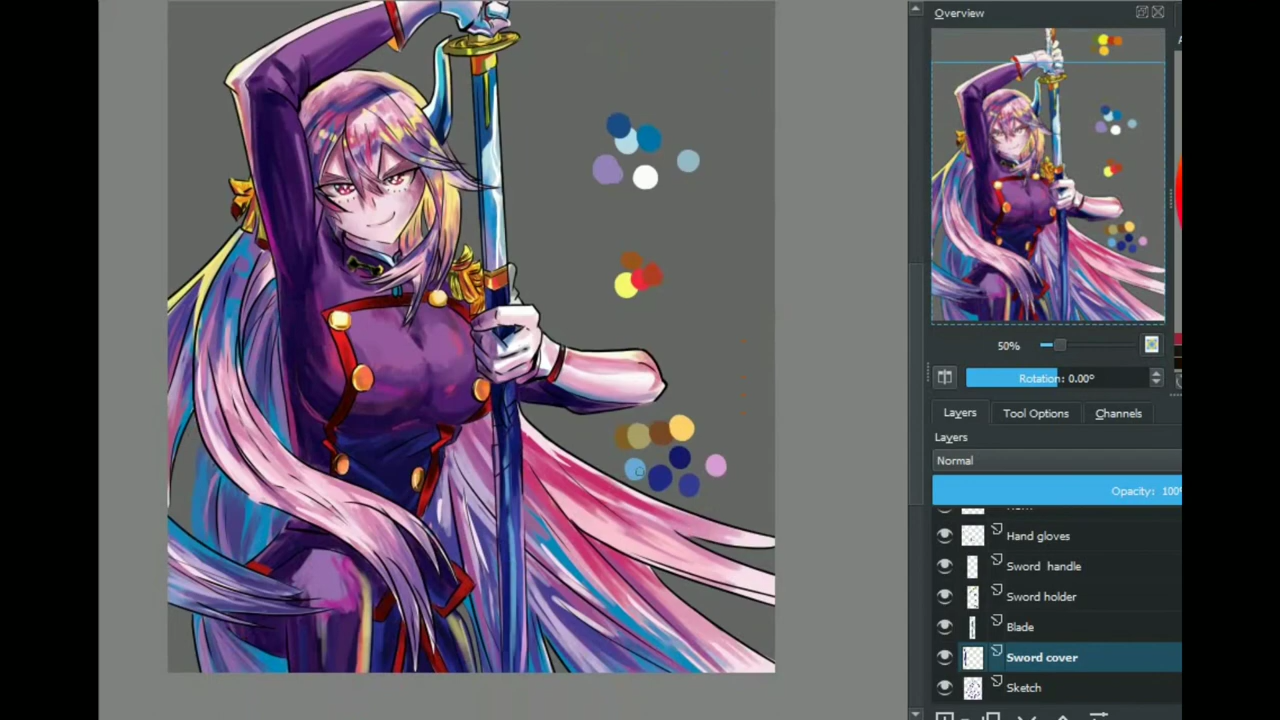 Overview
50%
Rotation: 0.00º
Layers
Tool Options
Channels
Layers
Normal
Opacity: 100%
Hand gloves
Sword handle
Sword holder
Blade
Sword cover
Sketch